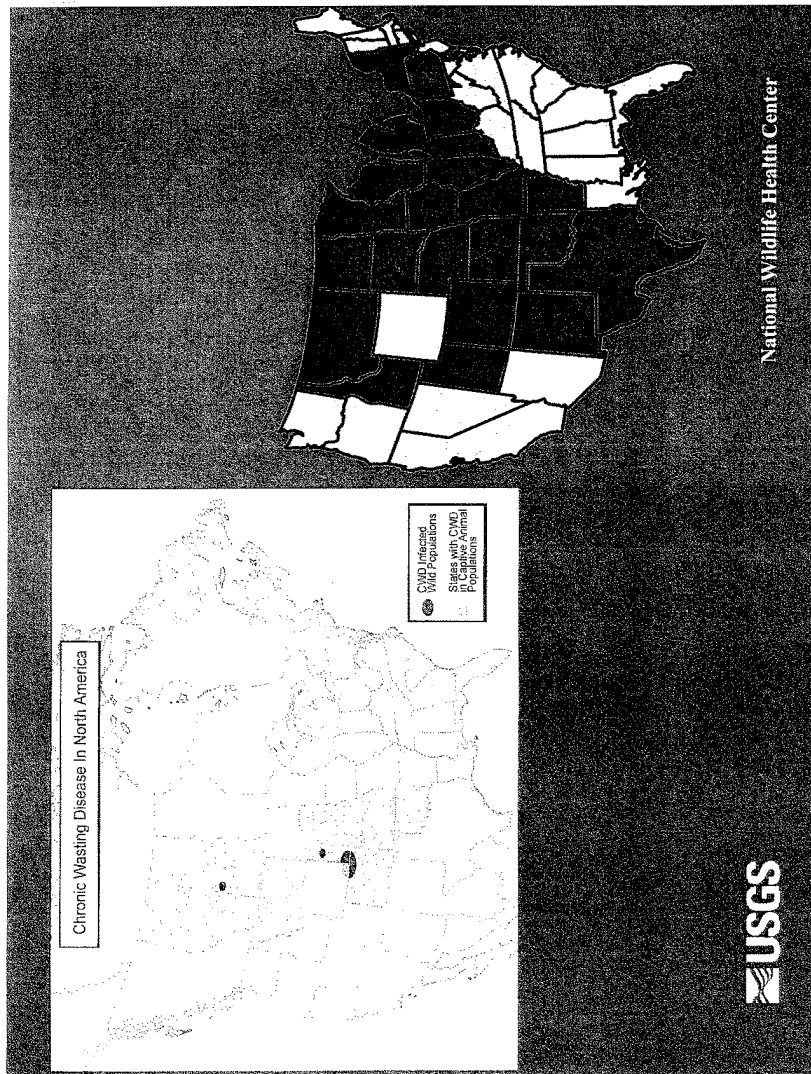 Chronic Wasting Disease In North America
CWD Infected
Wild Populations
States with CWD
in Captive Animal
Populations
USGS
National Wildlife Health Center